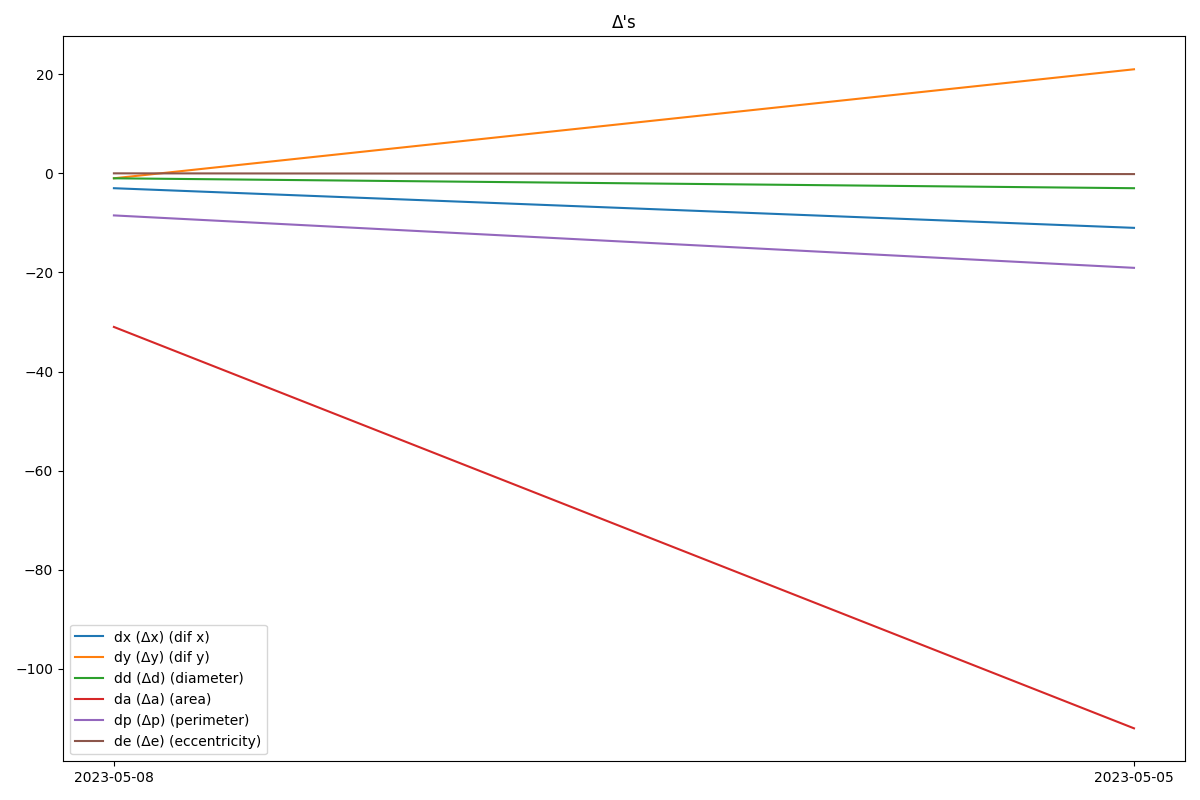 Δ's
20
0
−20
−40
−60
−80
−100
dx (Δx) (dif x)
dy (Δy) (dif y)
dd (Δd) (diameter)
da (Δa) (area)
dp (Δp) (perimeter)
de (Δe) (eccentricity)
2023-05-08 2023-05-05